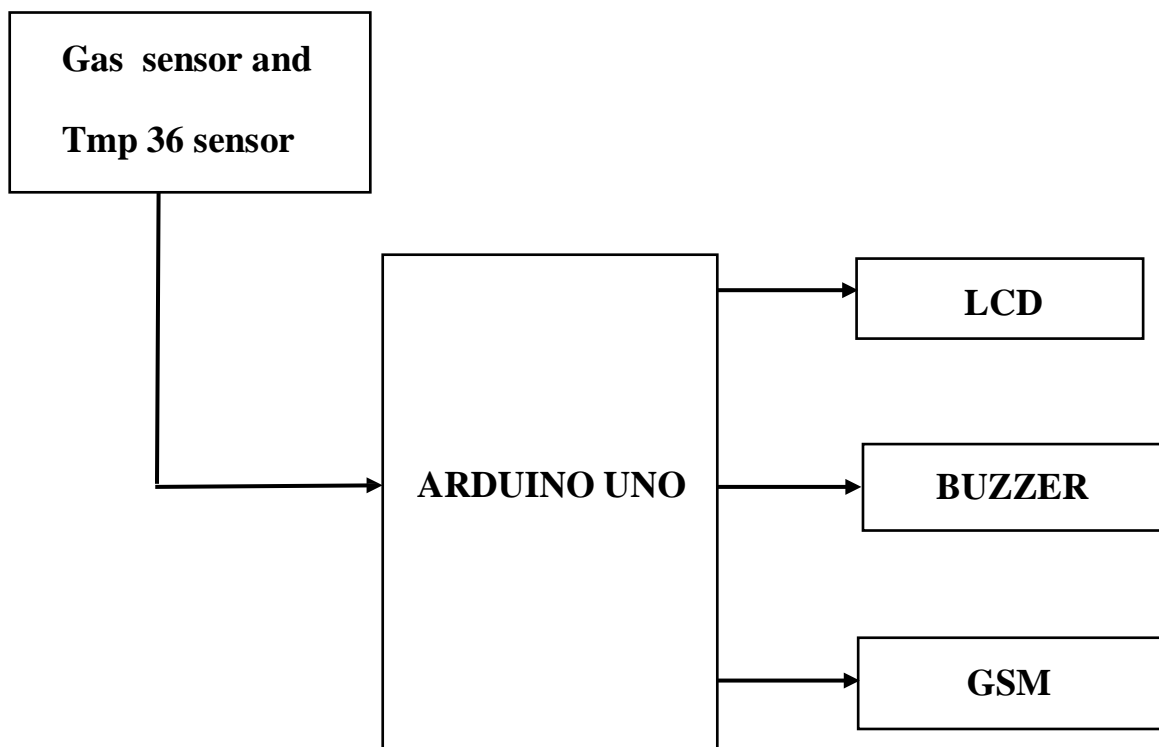 Gas sensor and
Tmp 36 sensor
LCD
ARDUINO UNO
BUZZER
GSM